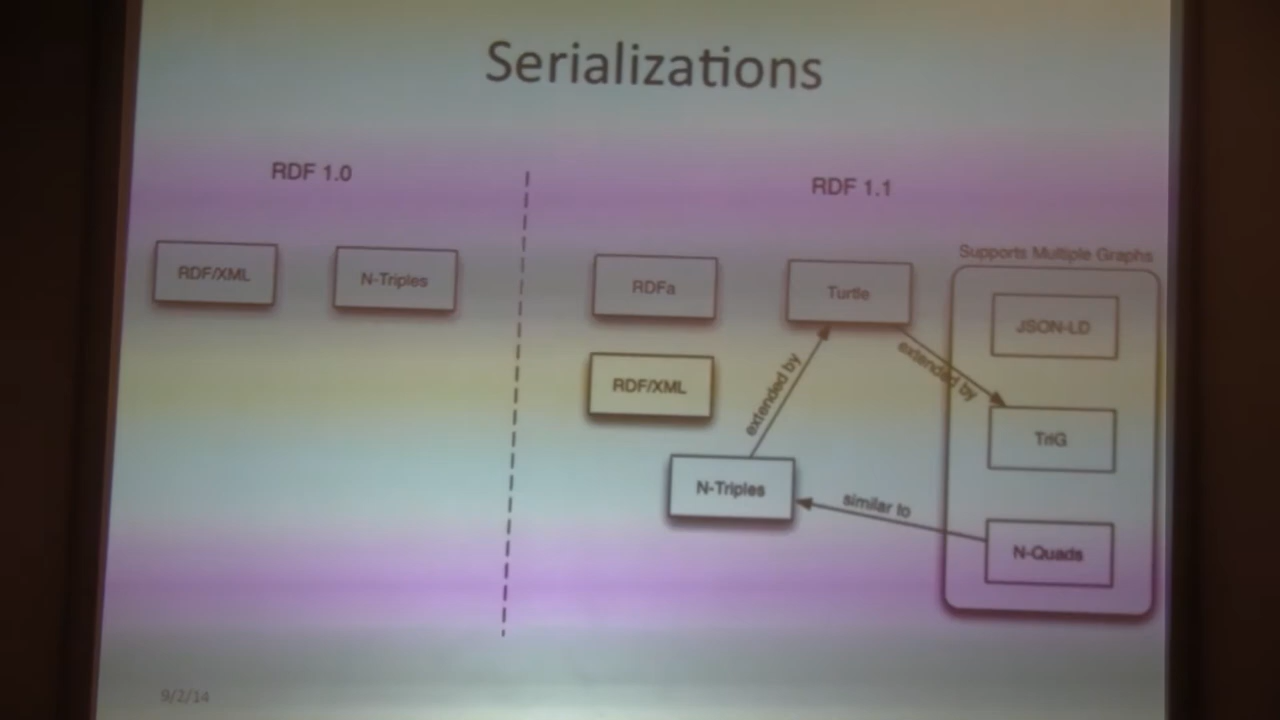 Serializations
RDF 1.0
RDF 1.1
RDF/XML
N-Triples
RDFa
Turtle
Supports Multiple Graphs
JSON-LD
RDF/XML
extended by
extended by
TriG
N-Triples
similar to
N-Quads
9/2/14